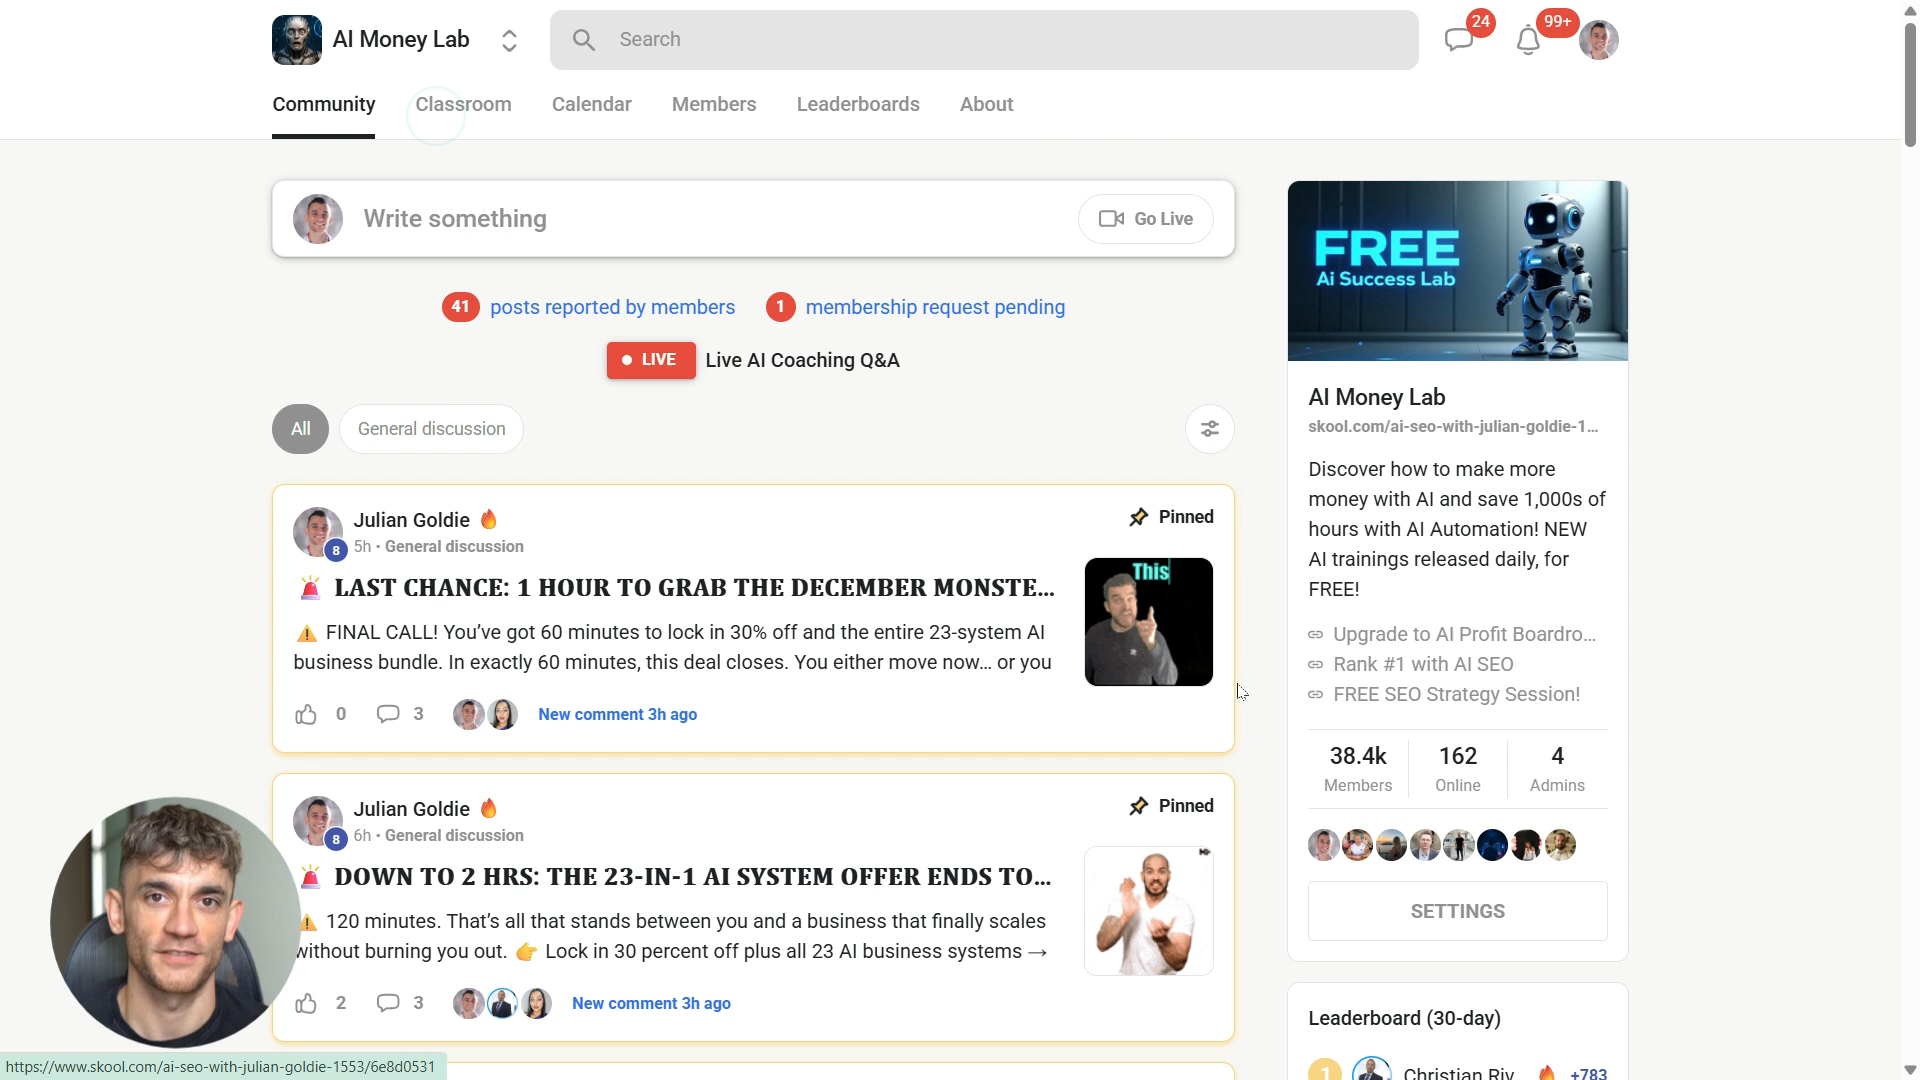 AI Money Lab
Search
24
99+
Community
Classroom
Calendar
Members
Leaderboards
About
Write something
Go Live
41 posts reported by members
1 membership request pending
LIVE Live AI Coaching Q&A
All
General discussion
Julian Goldie
8
5h • General discussion
Pinned
LAST CHANCE: 1 HOUR TO GRAB THE DECEMBER MONSTE...
FINAL CALL! You've got 60 minutes to lock in 30% off and the entire 23-system AI
business bundle. In exactly 60 minutes, this deal closes. You either move now... or you
This
0
3
New comment 3h ago
Julian Goldie
8
6h • General discussion
Pinned
DOWN TO 2 HRS: THE 23-IN-1 AI SYSTEM OFFER ENDS TO...
120 minutes. That's all that stands between you and a business that finally scales
without burning you out. 👉 Lock in 30 percent off plus all 23 AI business systems →
2
3
New comment 3h ago
FREE
Ai Success Lab
AI Money Lab
skool.com/ai-seo-with-julian-goldie-1...
Discover how to make more
money with AI and save 1,000s of
hours with AI Automation! NEW
AI trainings released daily, for
FREE!
Upgrade to AI Profit Boardro...
Rank #1 with AI SEO
FREE SEO Strategy Session!
38.4k
Members
162
Online
4
Admins
SETTINGS
Leaderboard (30-day)
1
Christian Riv
+783
https://www.skool.com/ai-seo-with-julian-goldie-1553/6e8d0531